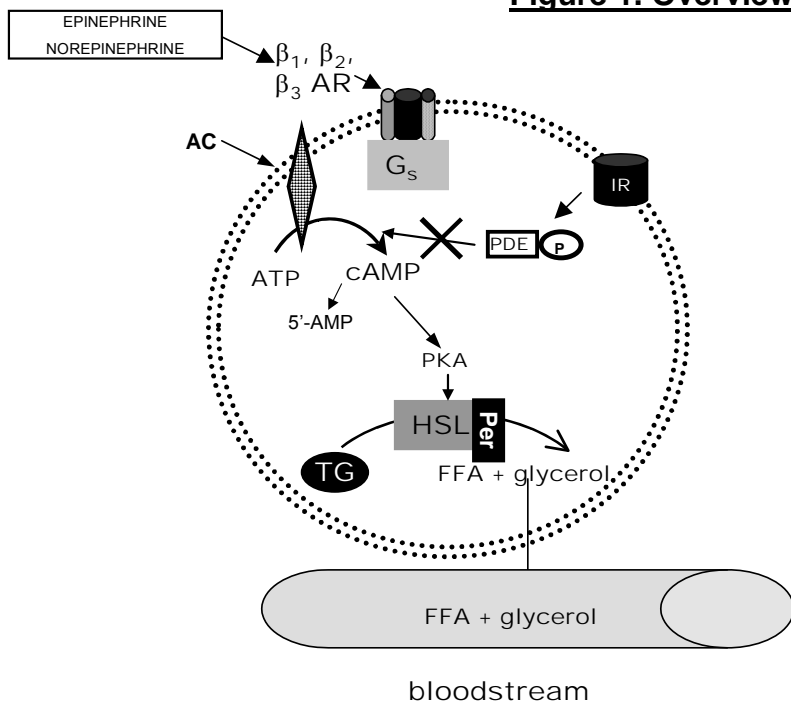 Figure 1. Overview
EPINEPHRINE
NOREPINEPHRINE
β₁, β₂,
β₃ AR
AC
Gₛ
IR
PDE
P
ATP
cAMP
5'-AMP
PKA
HSL
Per
TG
FFA + glycerol
FFA + glycerol
bloodstream